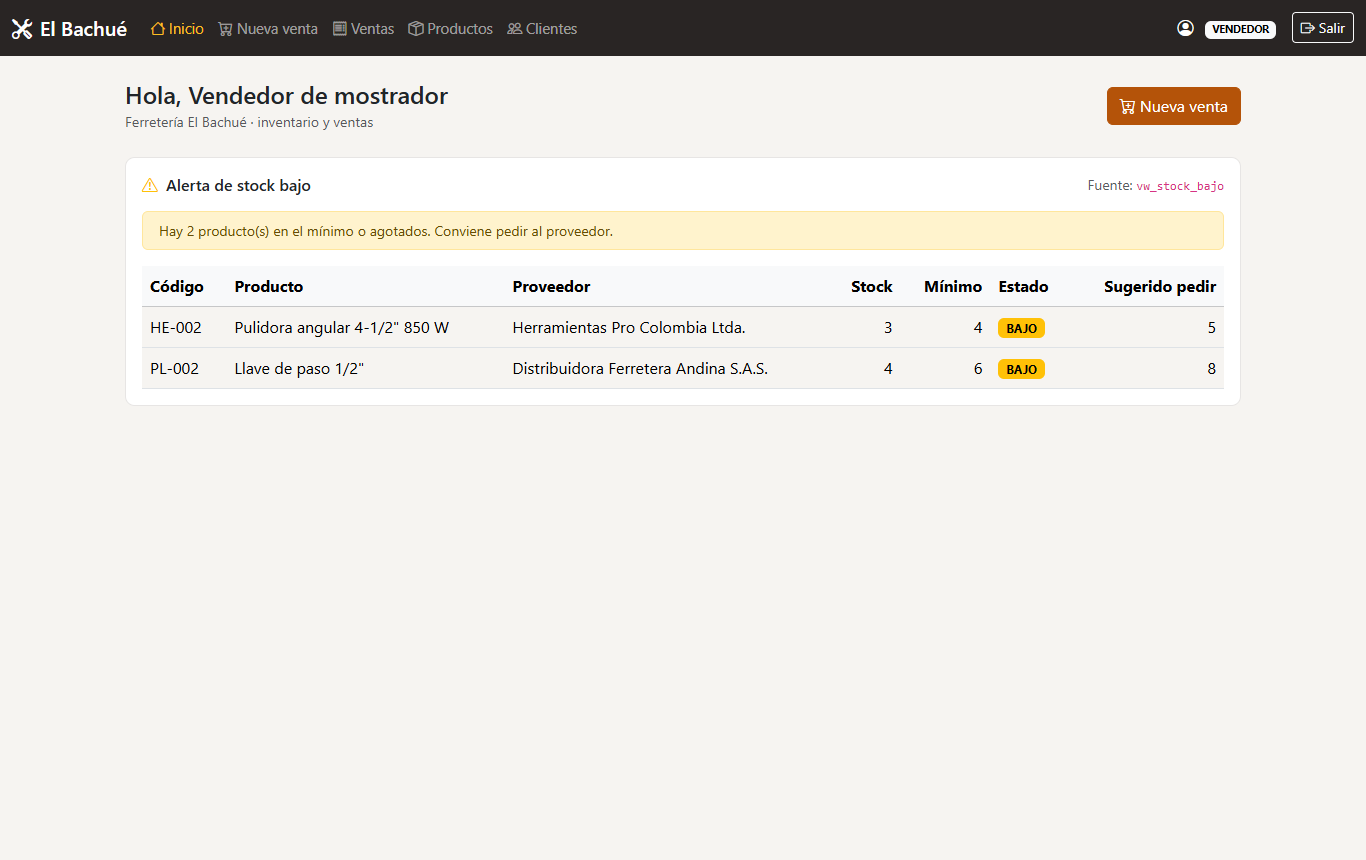 El Bachué Inicio Nueva venta Ventas Productos Clientes VENDEDOR Salir
Hola, Vendedor de mostrador
Ferretería El Bachué · inventario y ventas
Nueva venta
Alerta de stock bajo Fuente: vw_stock_bajo
Hay 2 producto(s) en el mínimo o agotados. Conviene pedir al proveedor.
Código Producto Proveedor Stock Mínimo Estado Sugerido pedir
HE-002 Pulidora angular 4-1/2" 850 W Herramientas Pro Colombia Ltda. 3 4 BAJO 5
PL-002 Llave de paso 1/2" Distribuidora Ferretera Andina S.A.S. 4 6 BAJO 8